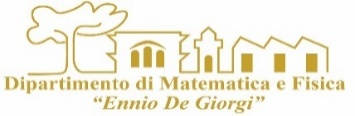 Dipartimento di Matematica e Fisica
“Ennio De Giorgi”